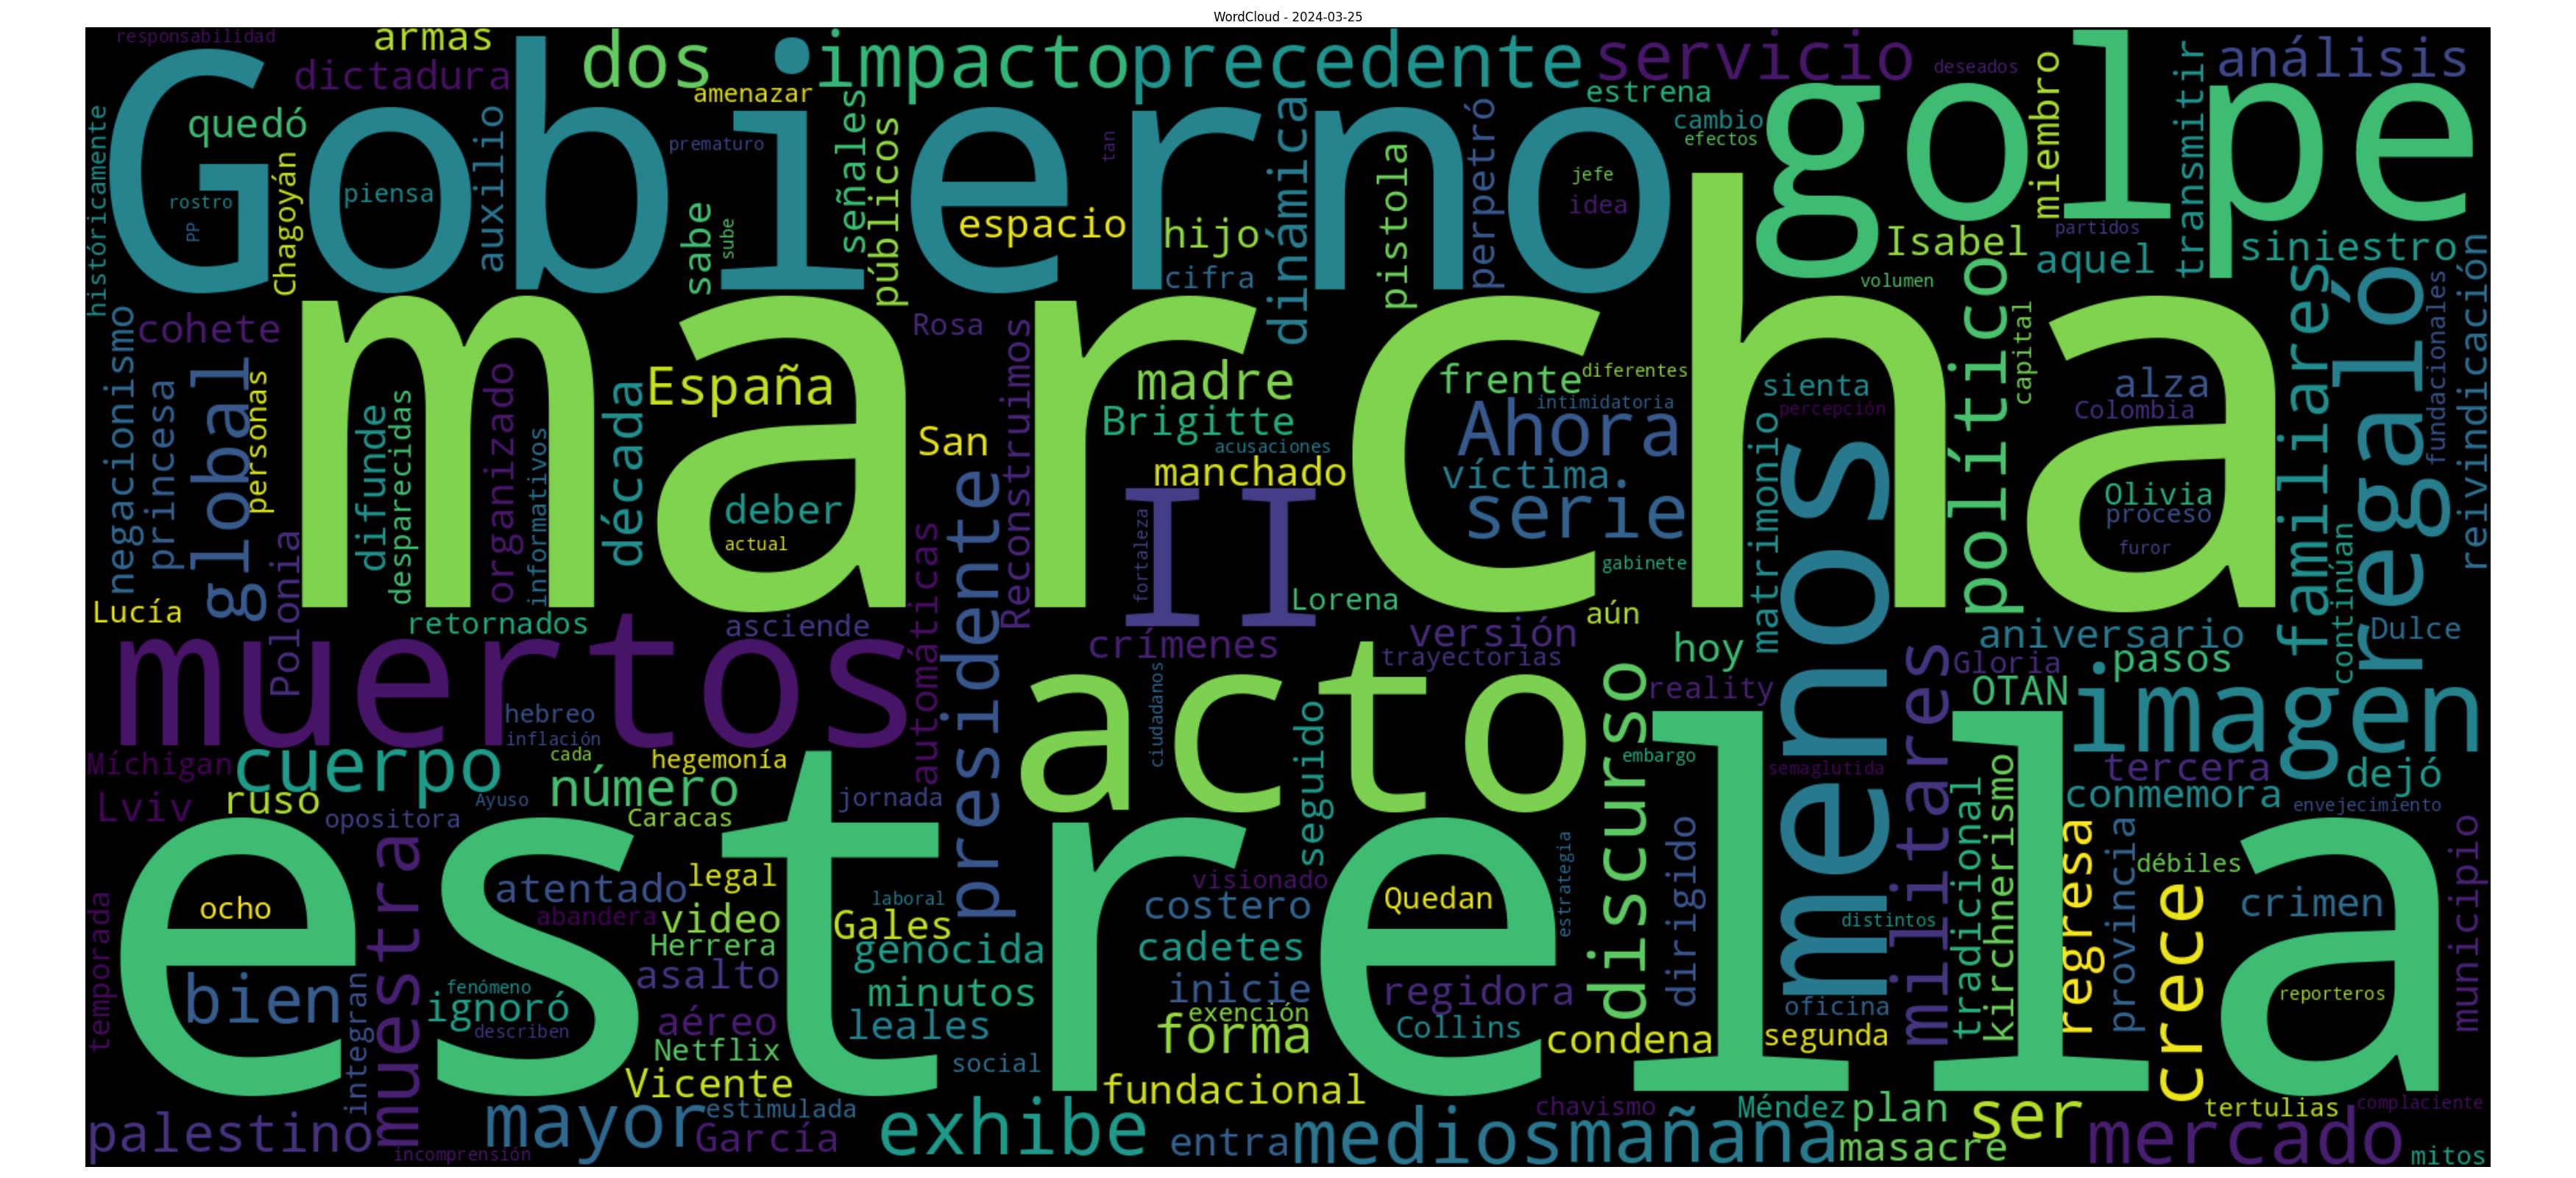 WordCloud - 2024-03-25
responsabilidad
armas
dos
impacto
precedente
servicio
deseados
miembro
transmitir
análisis
dictadura
amenazar
estrena
golpe
históricamente
quedó
Gobierno
auxilio
prematuro
señales
públicos
tan
dinámica
pistola
perpetró
cambio
efectos
Chagoyán
piensa
rostro
PP
sabe
sube
espacio
hijo
cifra
jefe
idea
Isabel
partidos
aquel
siniestro
volumen
político
familiares
regaló
fundacionales
reivindicación
negacionismo
cohete
princesa
global
personas
marcha
difunde
desparecidas
organizado
informativos
década
España
Rosa
Reconstruimos
madre
frente
diferentes
sienta
percepción
capital
alza
Colombia
Brigitte
intimidatoria
Ahora
acusaciones
San
manchado
víctima
matrimonio
menos
deber
actual
II
fortaleza
serie
Olivia
proceso
furor
gabinete
continúan
Lucía
Polonia
retornados
asciende
automáticas
presidente
Lorena
aún
crímenes
versión
trayectorias
hoy
aniversario
Dulce
muertos
acto
ciudadanos
discurso
reality
militares
Gloria
pasos
OTAN
imagen
hebreo
inflación
cada
Míchigan
cuerpo
hegemonía
seguido
embargo
semaglutida
tercera
dejó
Lviv
ruso
Ayuso
número
jornada
conmemora
envejecimiento
opositora
Caracas
estrella
tradicional
kirchnerismo
regresa
provincia
débiles
crece
municipio
muestra
atentado
legal
laboral
visionado
estrategia
dirigido
temporada
ocho
abandera
video
Gales
costero
Quedan
distintos
crimen
Herrera
genocida
cadetes
bien
integran
fenómeno
ignoró
describen
asalto
minutos
inicie
regidora
oficina
reporteros
aéreo
leales
exención
forma
Collins
condena
segunda
Netflix
social
Vicente
fundacional
palestino
mayor
estimulada
exhibe
chavismo
Méndez
plan
ser
tertulias
complaciente
incomprensión
García
entra
medios
mañana
masacre
mercado
mitos